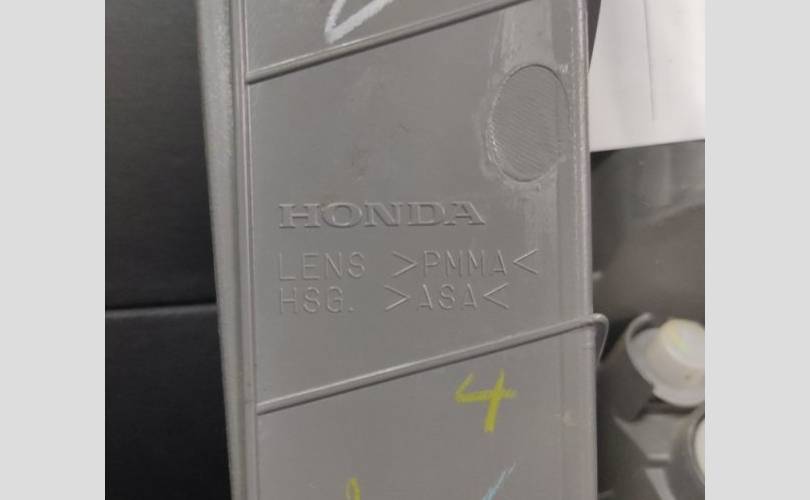 HONDA
LENS >PMMA<
HSG. >ASA<
4